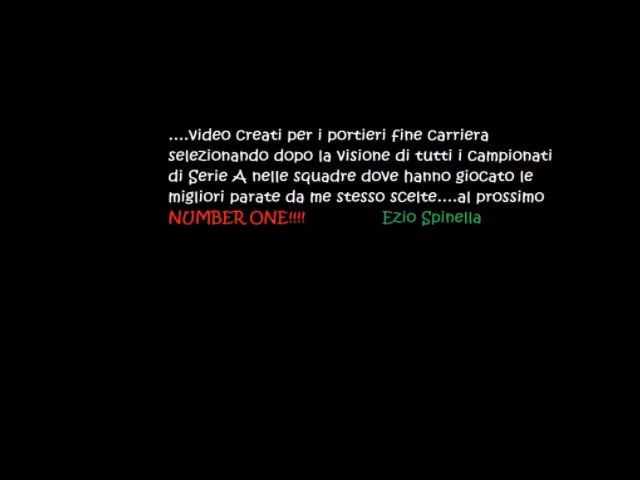 ....Video creati per i portieri fine carriera
selezionando dopo la visione di tutti i campionati
di Serie A nelle squadre dove hanno giocato le
migliori parate da me stesso scelte....al prossimo
NUMBER ONE!!!! Ezio Spinella